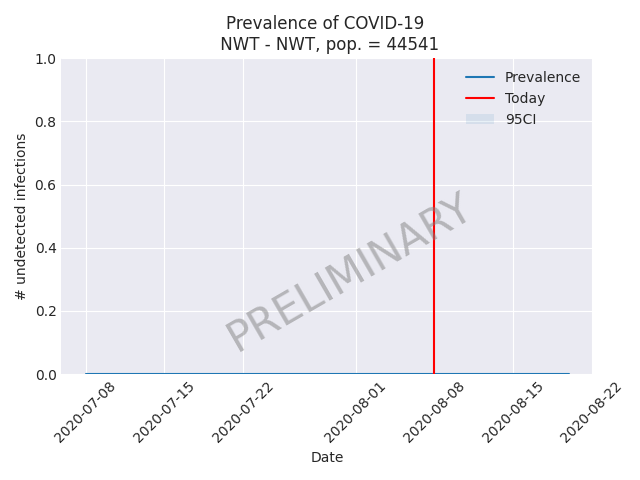 Prevalence of COVID-19
NWT - NWT, pop. = 44541
1.0
0.8
0.6
0.4
0.2
0.0
# undetected infections
Prevalence
Today
95CI
PRELIMINARY
2020-07-08
2020-07-15
2020-07-22
2020-08-01
2020-08-08
2020-08-15
2020-08-22
Date